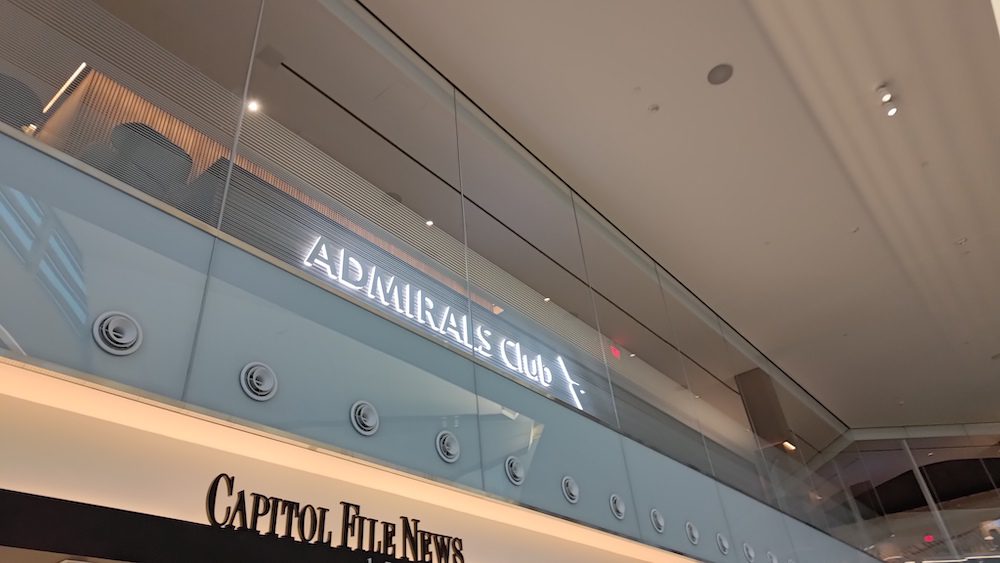 ADMIRALS Club
CAPITOL FILE NEWS